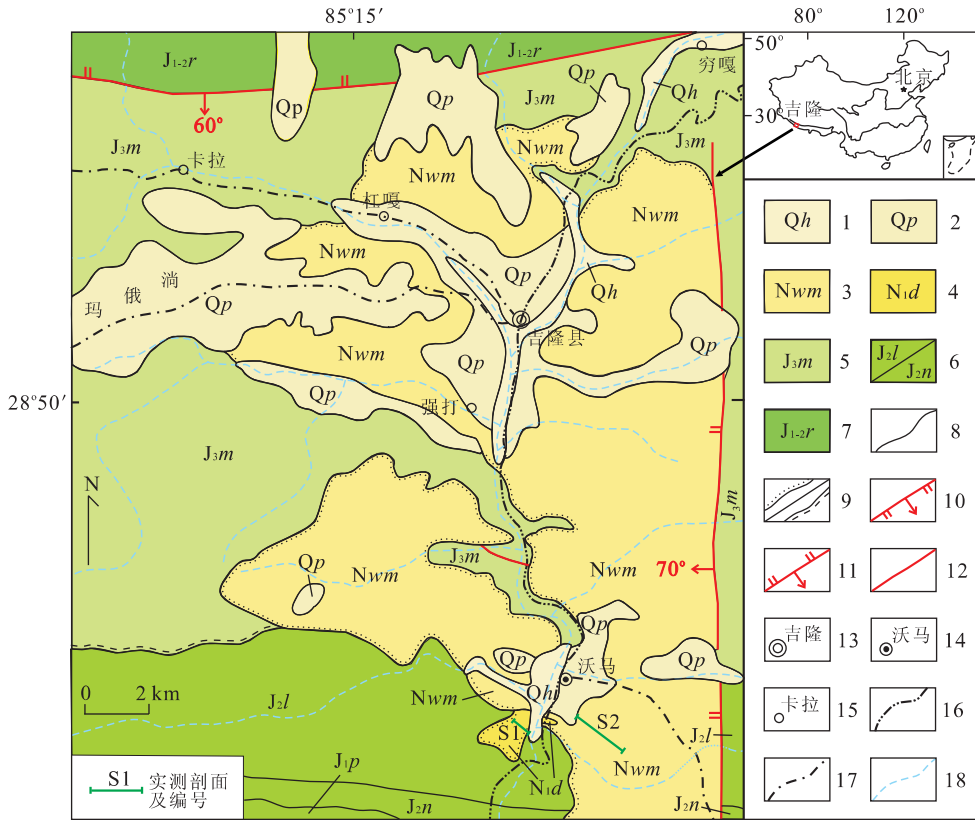 85°15′
80°
120°
J₁₋₂r
穷嘎
50°
Qp
Qp
Qp
Qh
J₃m
60°
J₃m
J₃m
卡拉
Nwm
Nwm
Nwm
杠嘎
北京
30°
吉隆
Nwm
Qp
Qh
玛俄淌
Qp
吉隆县
Nwm
Qp
Qp
Qp
强打
28°50′
J₃m
N
J₃m
J₃m
Nwm
Qp
Nwm
70°
Qp
沃马
Qp
Qp
0 2 km
J₂l
Nwm
Qh
S1
S2
J₂l
Nwm
N₁d
J₁p
J₂n
J₂n
S1 实测剖面
及编号
Qh 1 Qp 2
Nwm 3 N₁d 4
J₃m 5 J₂l J₂n 6
J₁₋₂r 7 8
9 10
11 12
吉隆 13 沃马 14
卡拉 15 16
17 18